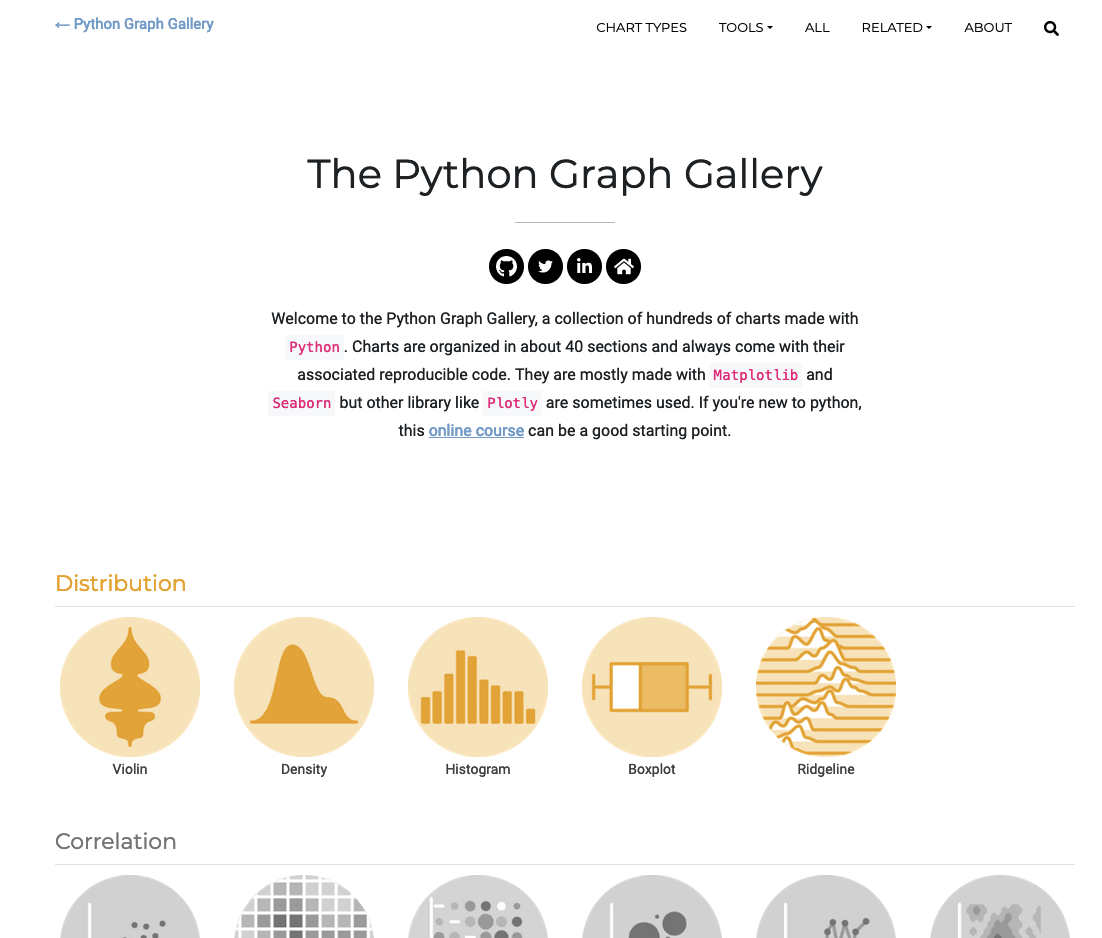 ← Python Graph Gallery
CHART TYPES TOOLS ALL RELATED ABOUT
The Python Graph Gallery
in
Welcome to the Python Graph Gallery, a collection of hundreds of charts made with
Python. Charts are organized in about 40 sections and always come with their
associated reproducible code. They are mostly made with Matplotlib and
Seaborn but other library like Plotly are sometimes used. If you're new to python,
this online course can be a good starting point.
Distribution
Violin Density Histogram Boxplot Ridgeline
Correlation